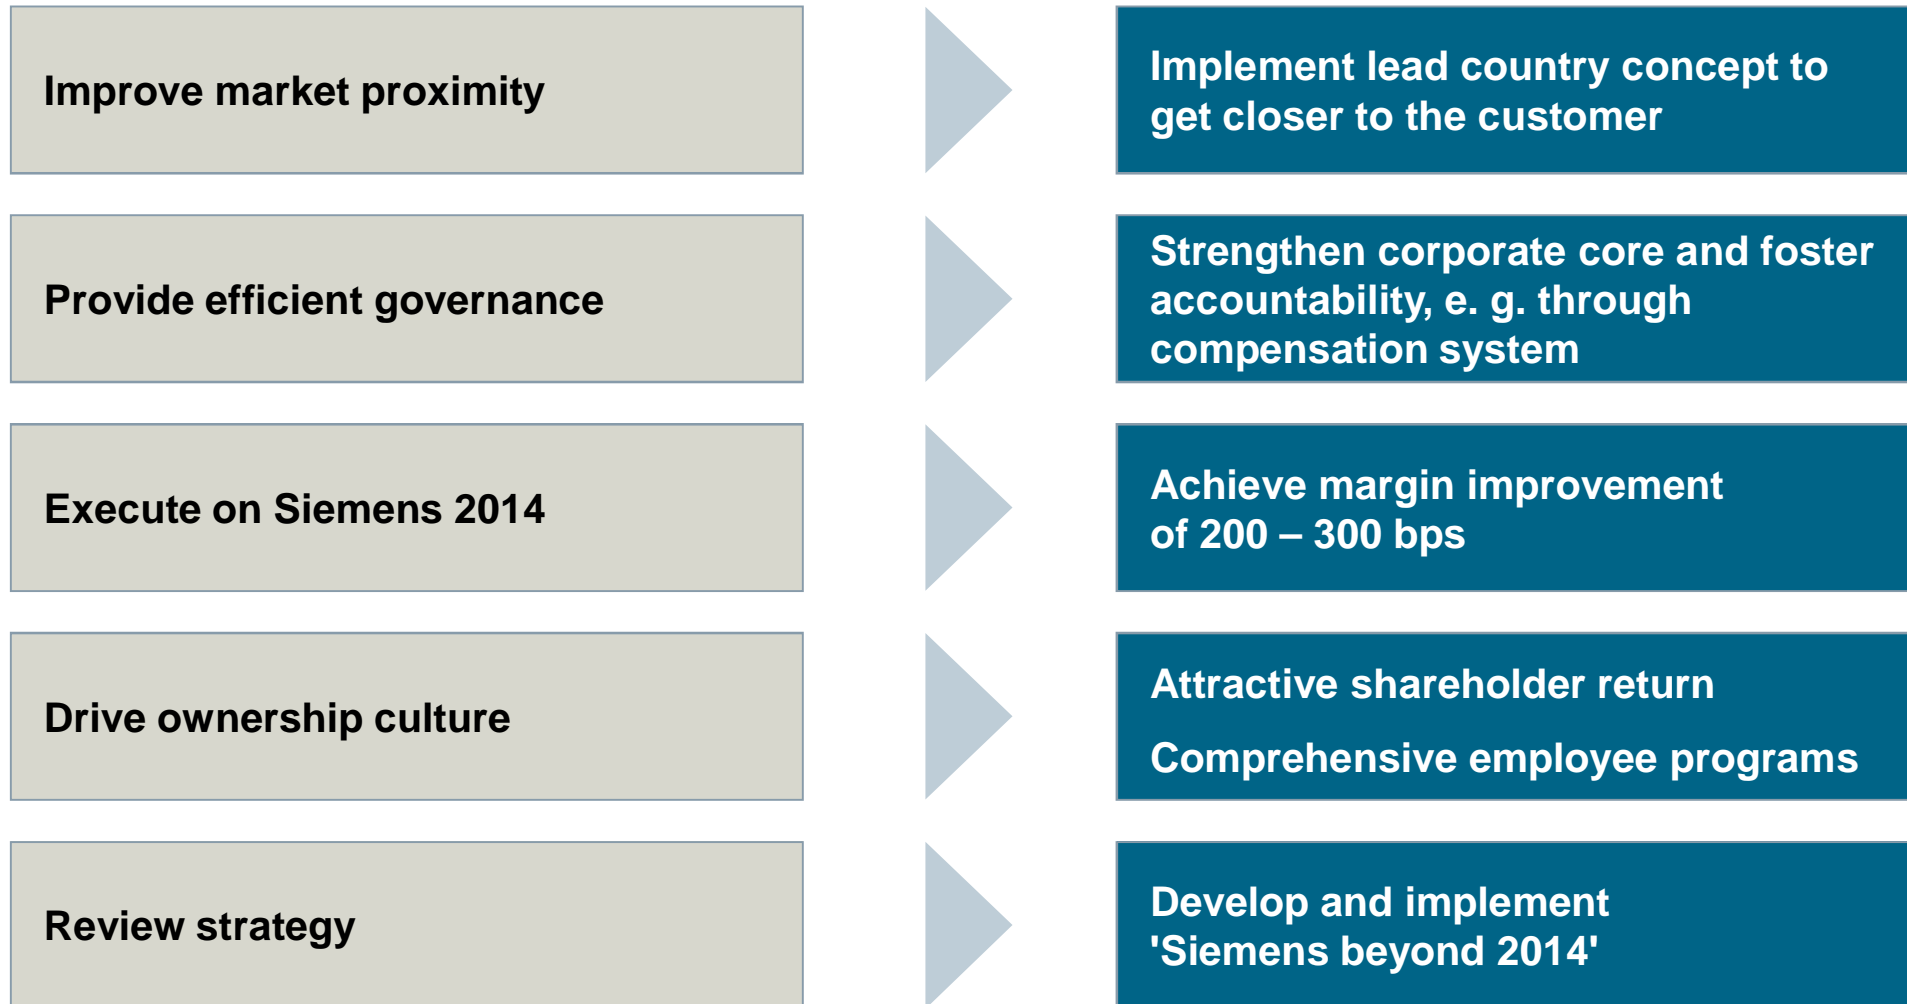 Improve market proximity
Implement lead country concept to
get closer to the customer
Provide efficient governance
Strengthen corporate core and foster
accountability, e. g. through
compensation system
Execute on Siemens 2014
Achieve margin improvement
of 200 – 300 bps
Drive ownership culture
Attractive shareholder return
Comprehensive employee programs
Review strategy
Develop and implement
'Siemens beyond 2014'